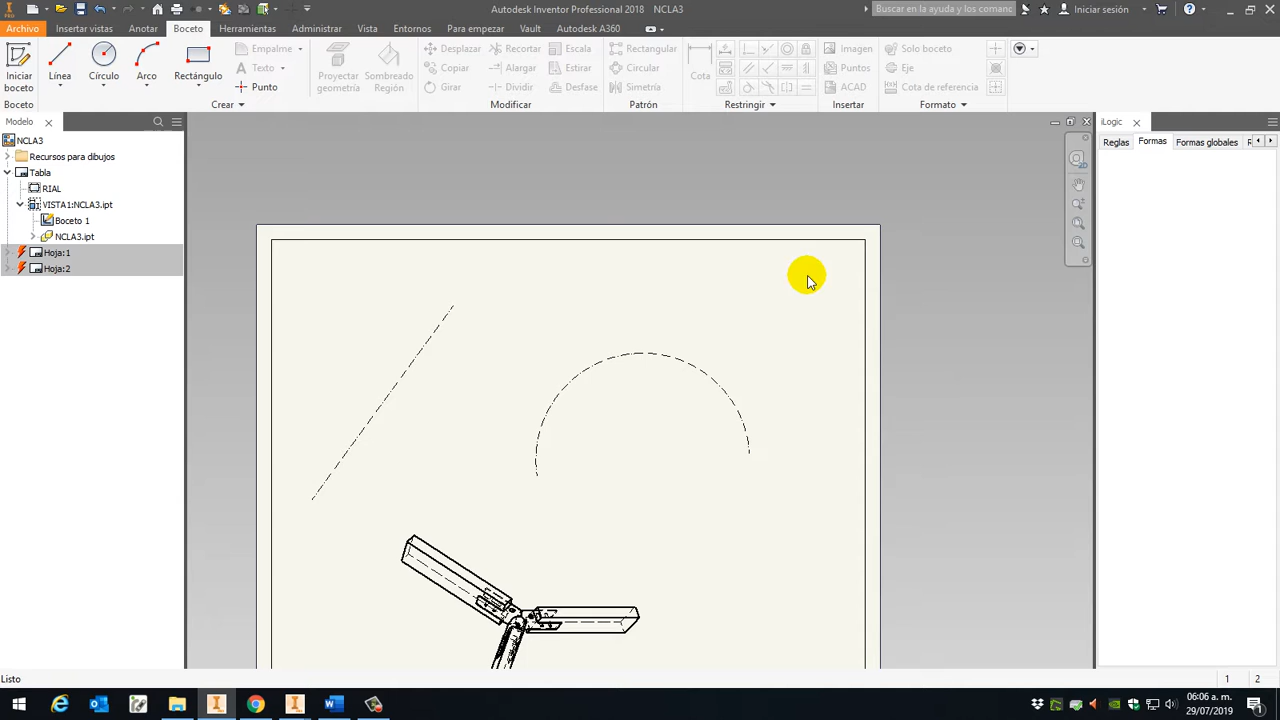 Autodesk Inventor Professional 2018 NCLA3
Buscar en la ayuda y los comanc
Iniciar sesión
Archivo Insertar vistas Anotar Boceto Herramientas Administrar Vista Entornos Para empezar Vault Autodesk A360
Iniciar boceto
Línea
Círculo
Arco
Rectángulo
Empalme
Texto
Punto
Proyectar geometría
Sombreado Región
Desplazar
Copiar
Girar
Recortar
Alargar
Dividir
Escala
Estirar
Desfase
Rectangular
Circular
Simetría
Cota
Imagen
Puntos
ACAD
Solo boceto
Eje
Cota de referencia
Boceto Crear Modificar Patrón Restringir Insertar Formato
Modelo
NCLA3
Recursos para dibujos
Tabla
RIAL
VISTA1:NCLA3.ipt
Boceto 1
NCLA3.ipt
Hoja:1
Hoja:2
iLogic
Reglas Formas Formas globales
2D
Listo
1 2
06:06 a. m.
29/07/2019